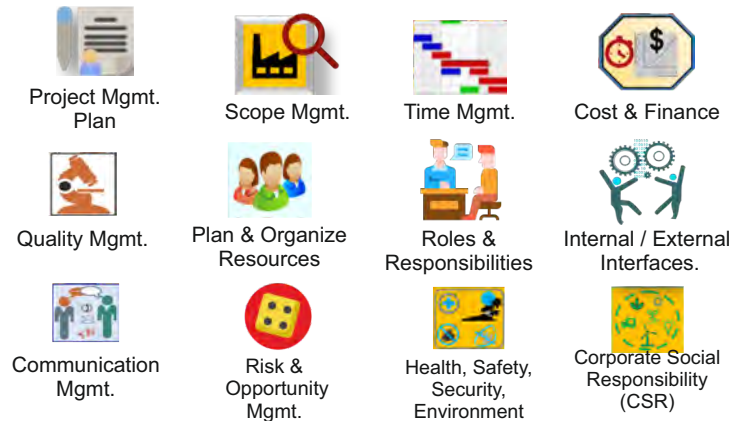 Project Mgmt.
Plan
Scope Mgmt.
Time Mgmt.
$
Cost & Finance
Quality Mgmt.
Plan & Organize
Resources
Roles &
Responsibilities
Internal / External
Interfaces.
Communication
Mgmt.
Risk &
Opportunity
Mgmt.
Health, Safety,
Security,
Environment
Corporate Social
Responsibility
(CSR)